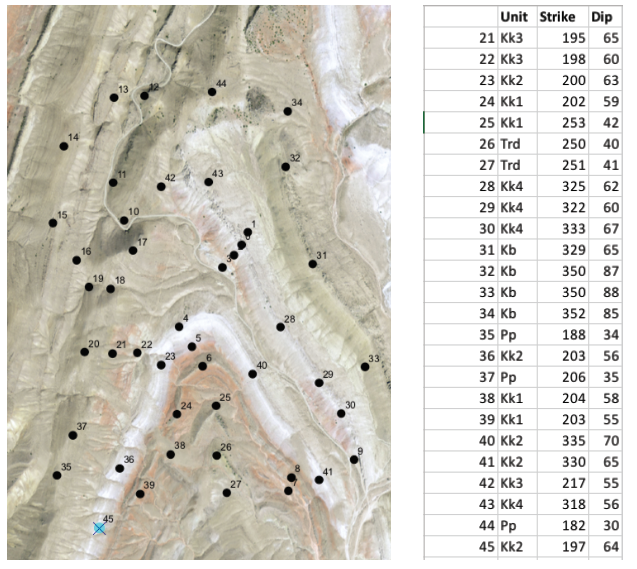 44
13 12
34
14
32
11 42 43
10
15
1
17
16
31
3
19 18
28
4
5
20 21 22
33
23 6
40
29
25
24
30
37
38 26
9
36
35
8 41
39 27
45
Unit Strike Dip
21 Kk3 195 65
22 Kk3 198 60
23 Kk2 200 63
24 Kk1 202 59
25 Kk1 253 42
26 Trd 250 40
27 Trd 251 41
28 Kk4 325 62
29 Kk4 322 60
30 Kk4 333 67
31 Kb 329 65
32 Kb 350 87
33 Kb 350 88
34 Kb 352 85
35 Pp 188 34
36 Kk2 203 56
37 Pp 206 35
38 Kk1 204 58
39 Kk1 203 55
40 Kk2 335 70
41 Kk2 330 65
42 Kk3 217 55
43 Kk4 318 56
44 Pp 182 30
45 Kk2 197 64